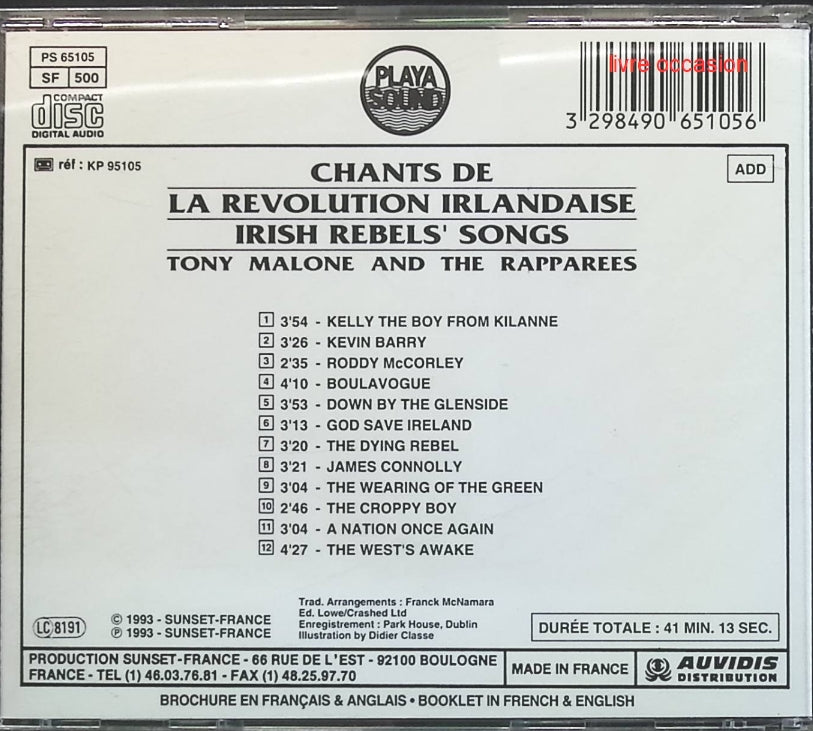 PS 65105
SF 500
COMPACT
disc
DIGITAL AUDIO
PLAYA
SOUND
livre occasion
3 298490 651056
réf : KP 95105
ADD
CHANTS DE
LA REVOLUTION IRLANDAISE
IRISH REBELS' SONGS
TONY MALONE AND THE RAPPAREES
1 3'54 - KELLY THE BOY FROM KILANNE
2 3'26 - KEVIN BARRY
3 2'35 - RODDY McCORLEY
4 4'10 - BOULAVOGUE
5 3'53 - DOWN BY THE GLENSIDE
6 3'13 - GOD SAVE IRELAND
7 3'20 - THE DYING REBEL
8 3'21 - JAMES CONNOLLY
9 3'04 - THE WEARING OF THE GREEN
10 2'46 - THE CROPPY BOY
11 3'04 - A NATION ONCE AGAIN
12 4'27 - THE WEST'S AWAKE
LC 8191
© 1993 - SUNSET-FRANCE
℗ 1993 - SUNSET-FRANCE
Trad. Arrangements : Franck McNamara
Ed. Lowe/Crashed Ltd
Enregistrement : Park House, Dublin
Illustration by Didier Classe
DURÉE TOTALE : 41 MIN. 13 SEC.
PRODUCTION SUNSET-FRANCE - 66 RUE DE L'EST - 92100 BOULOGNE
FRANCE - TEL (1) 46.03.76.81 - FAX (1) 48.25.97.70
MADE IN FRANCE
AUVIDIS
DISTRIBUTION
BROCHURE EN FRANÇAIS & ANGLAIS • BOOKLET IN FRENCH & ENGLISH